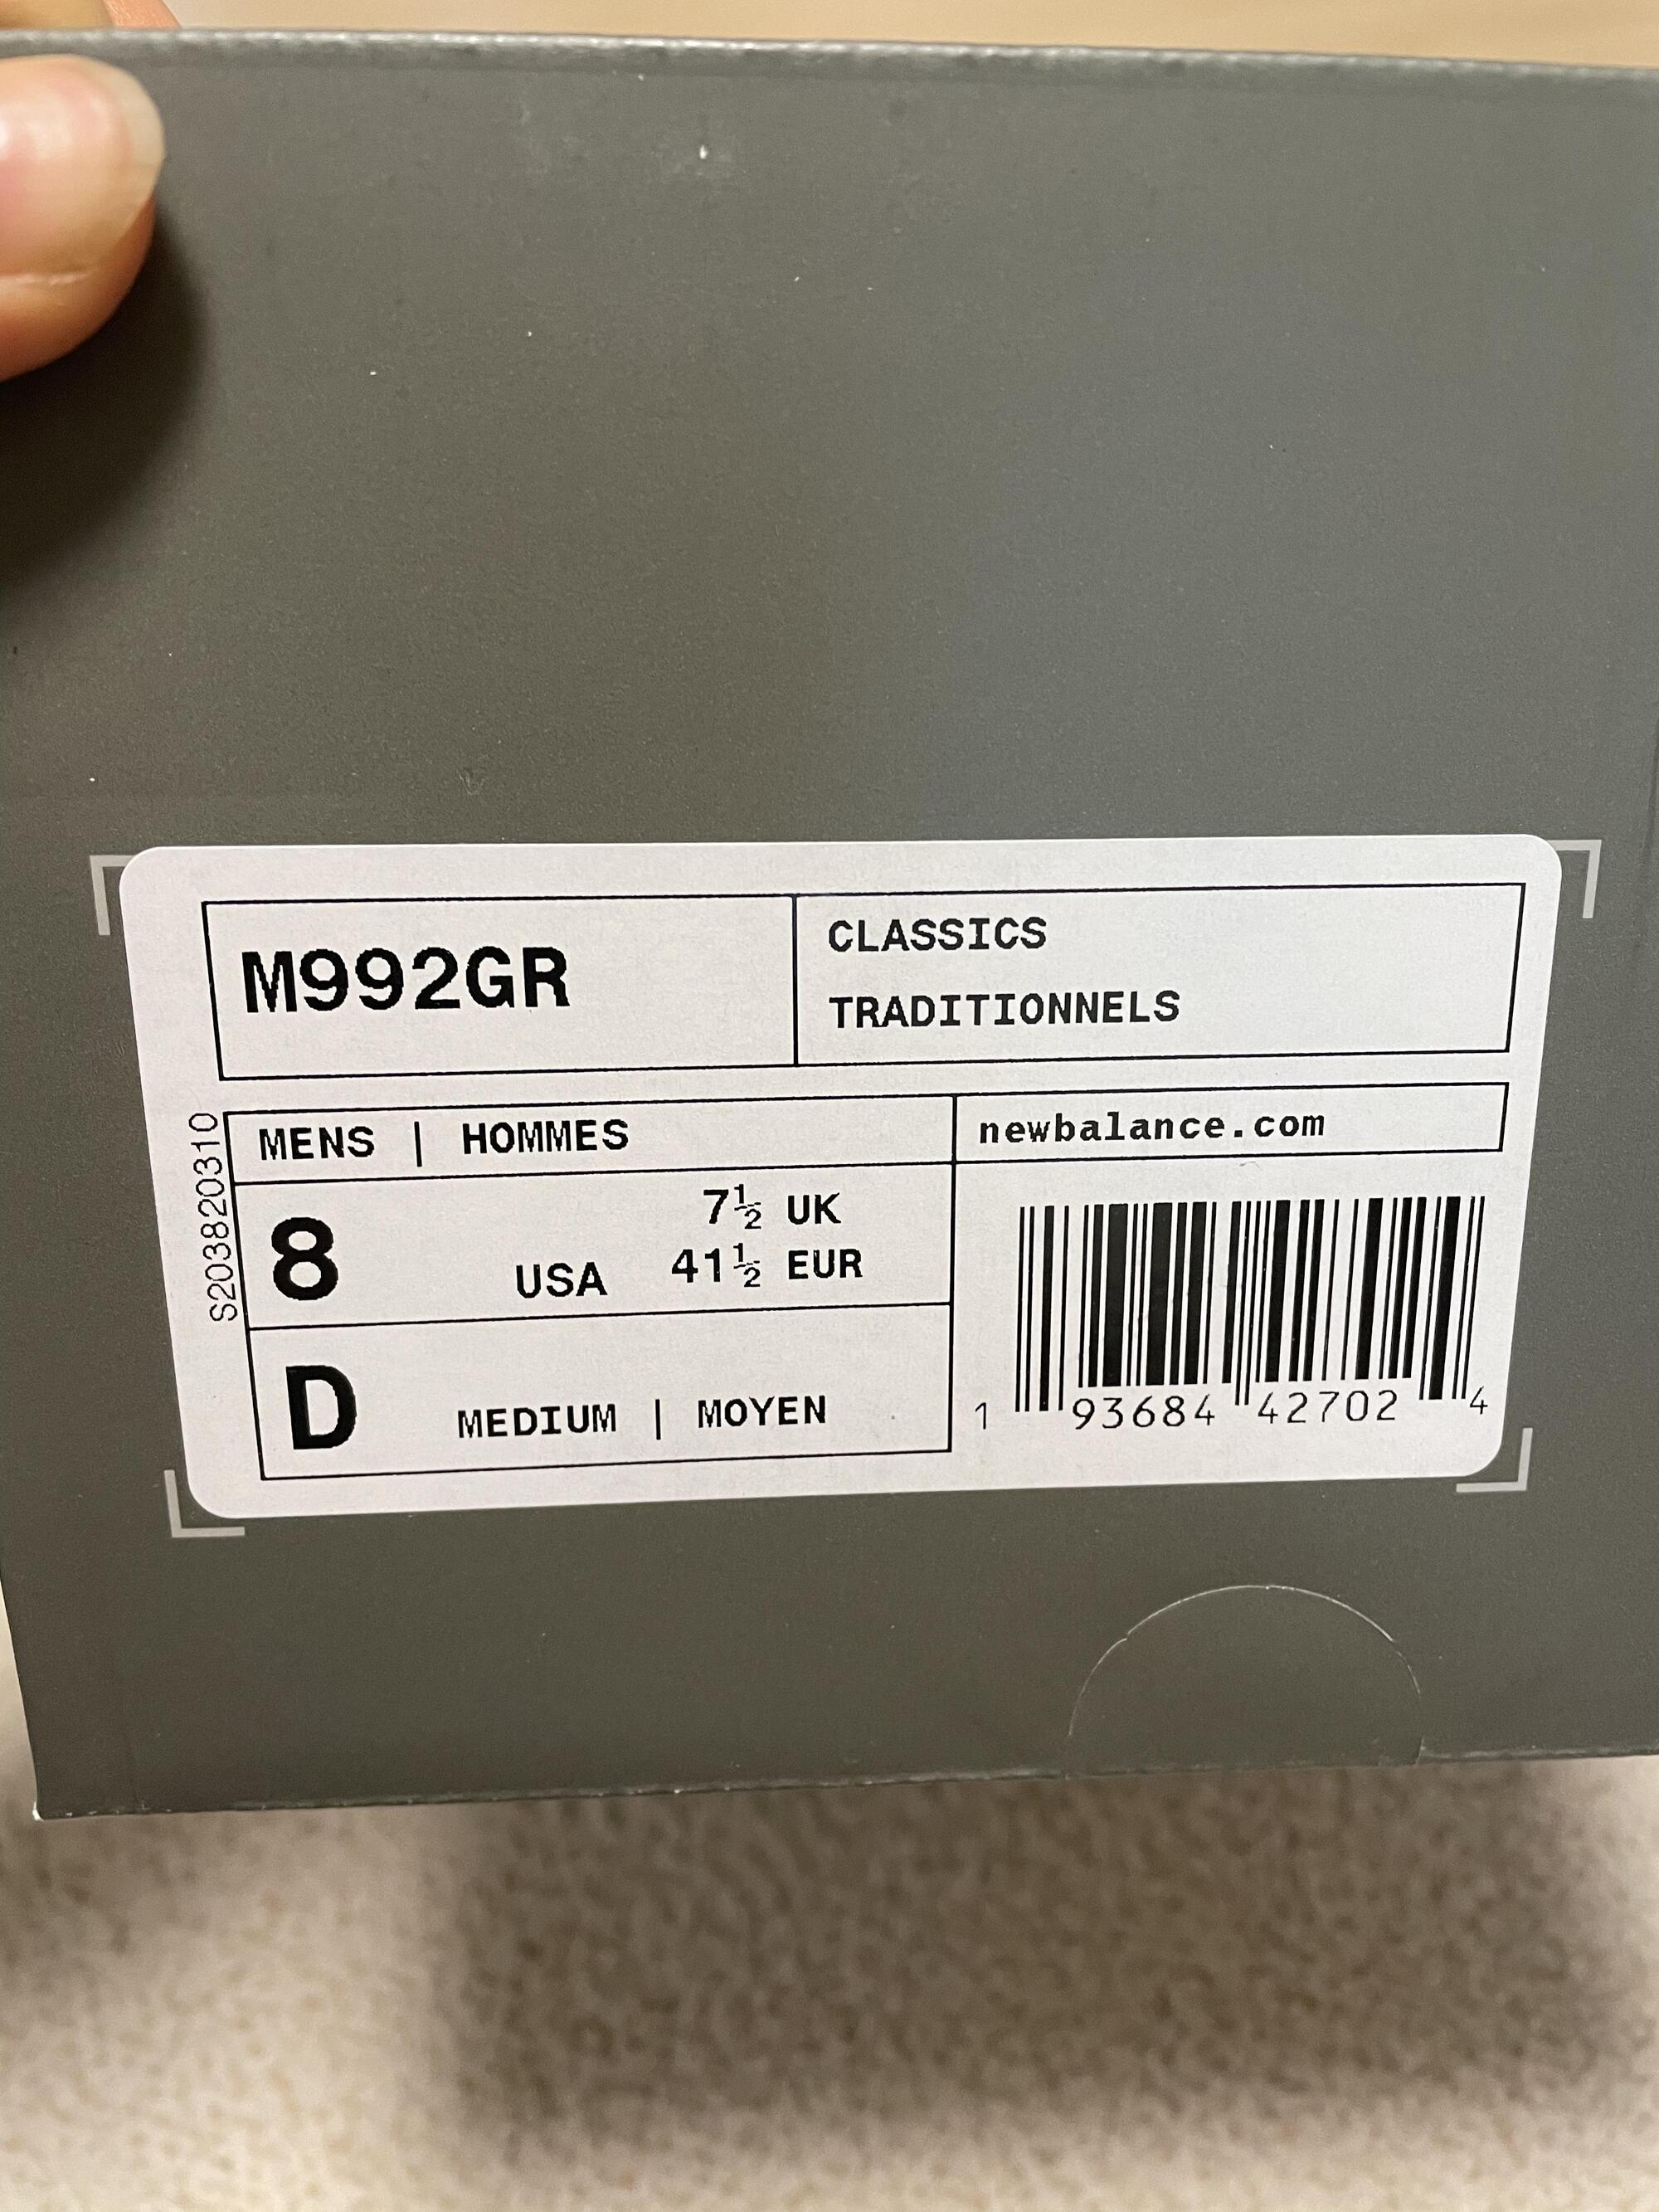 M992GR
CLASSICS
TRADITIONNELS
S203820310
MENS | HOMMES
newbalance.com
8 USA
7½ UK
41½ EUR
D MEDIUM | MOYEN
1 93684 42702 4